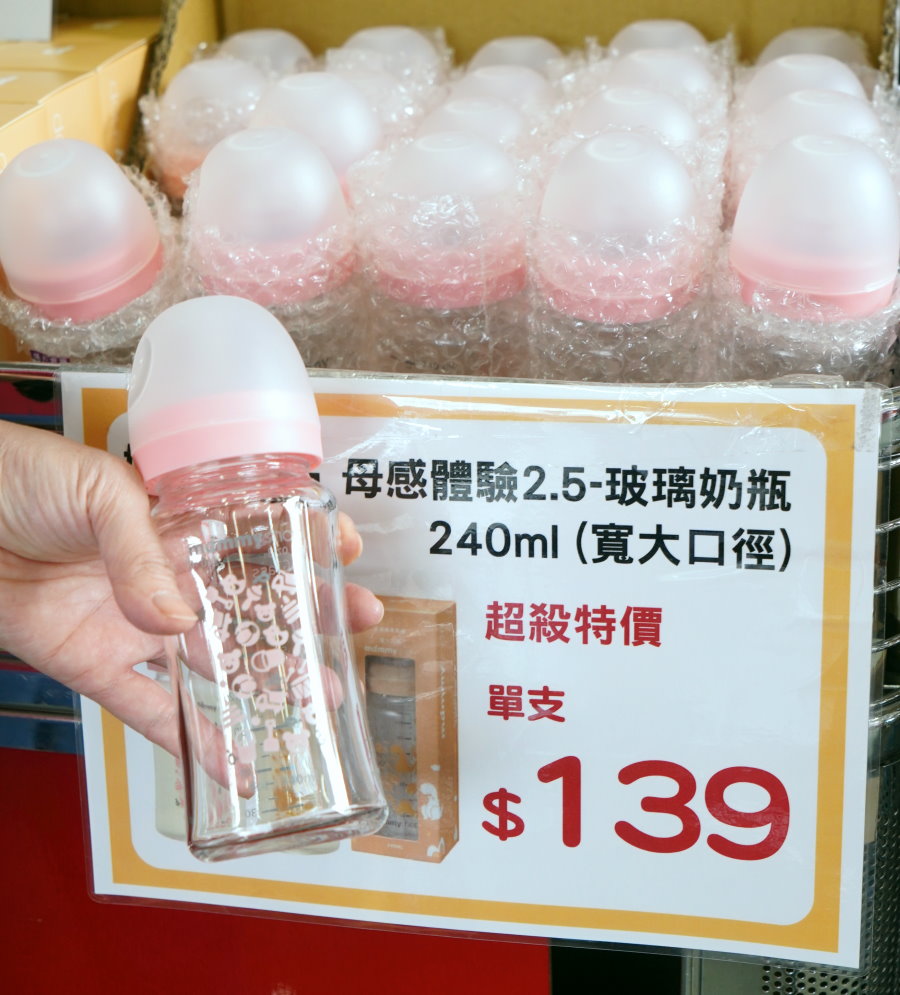 母感體驗2.5-玻璃奶瓶
240ml (寬大口徑)
超殺特價
單支
$139